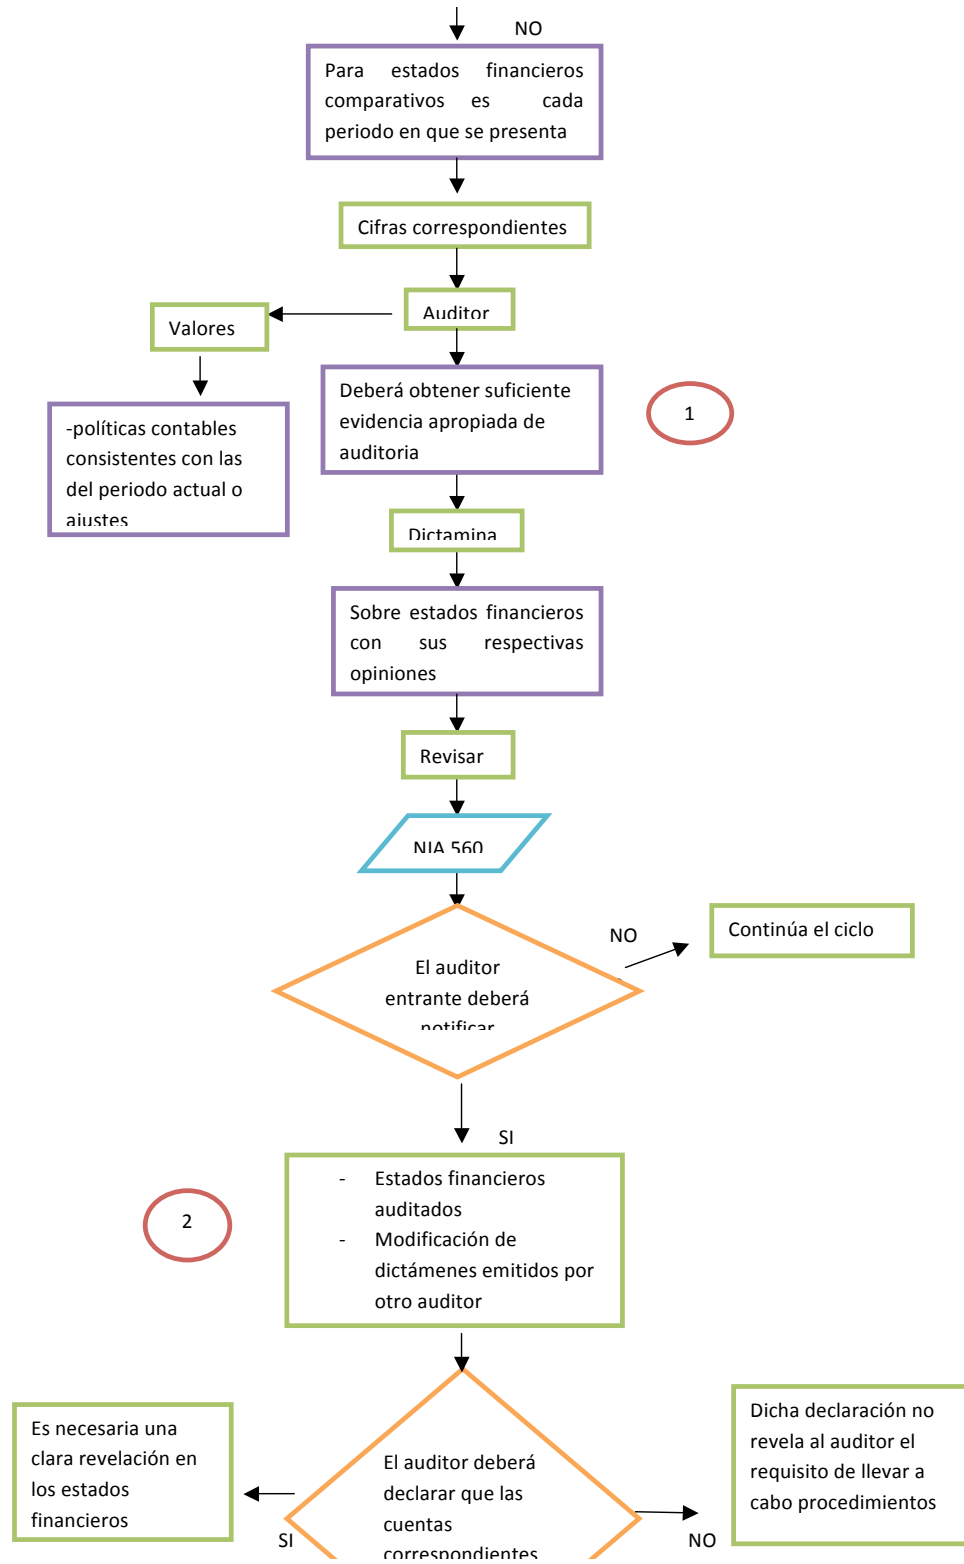 NO
Para estados financieros
comparativos es cada
periodo en que se presenta
Cifras correspondientes
Auditor
Valores
Deberá obtener suficiente
evidencia apropiada de
auditoria
1
-políticas contables
consistentes con las
del periodo actual o
ajustes
Dictamina
Sobre estados financieros
con sus respectivas
opiniones
Revisar
NIA 560
NO
Continúa el ciclo
El auditor
entrante deberá
notificar
SI
- Estados financieros
auditados
- Modificación de
dictámenes emitidos por
otro auditor
2
Es necesaria una
clara revelación en
los estados
financieros
SI
El auditor deberá
declarar que las
cuentas
correspondientes
NO
Dicha declaración no
revela al auditor el
requisito de llevar a
cabo procedimientos